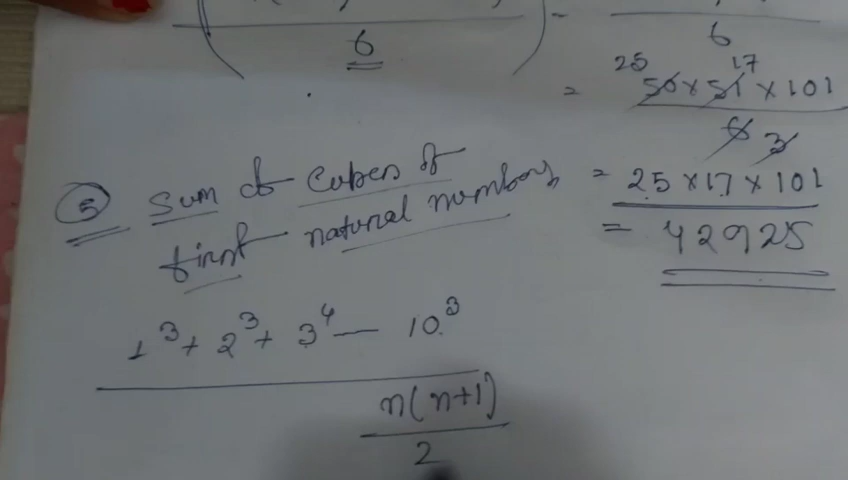 6
6
25 17
= 50 x 51 x 101
6 3
= 25 x 17 x 101
= 42925
5 Sum of Cubes of
first natural numbers
1³ + 2³ + 3⁴ — 10³
n(n+1)
2